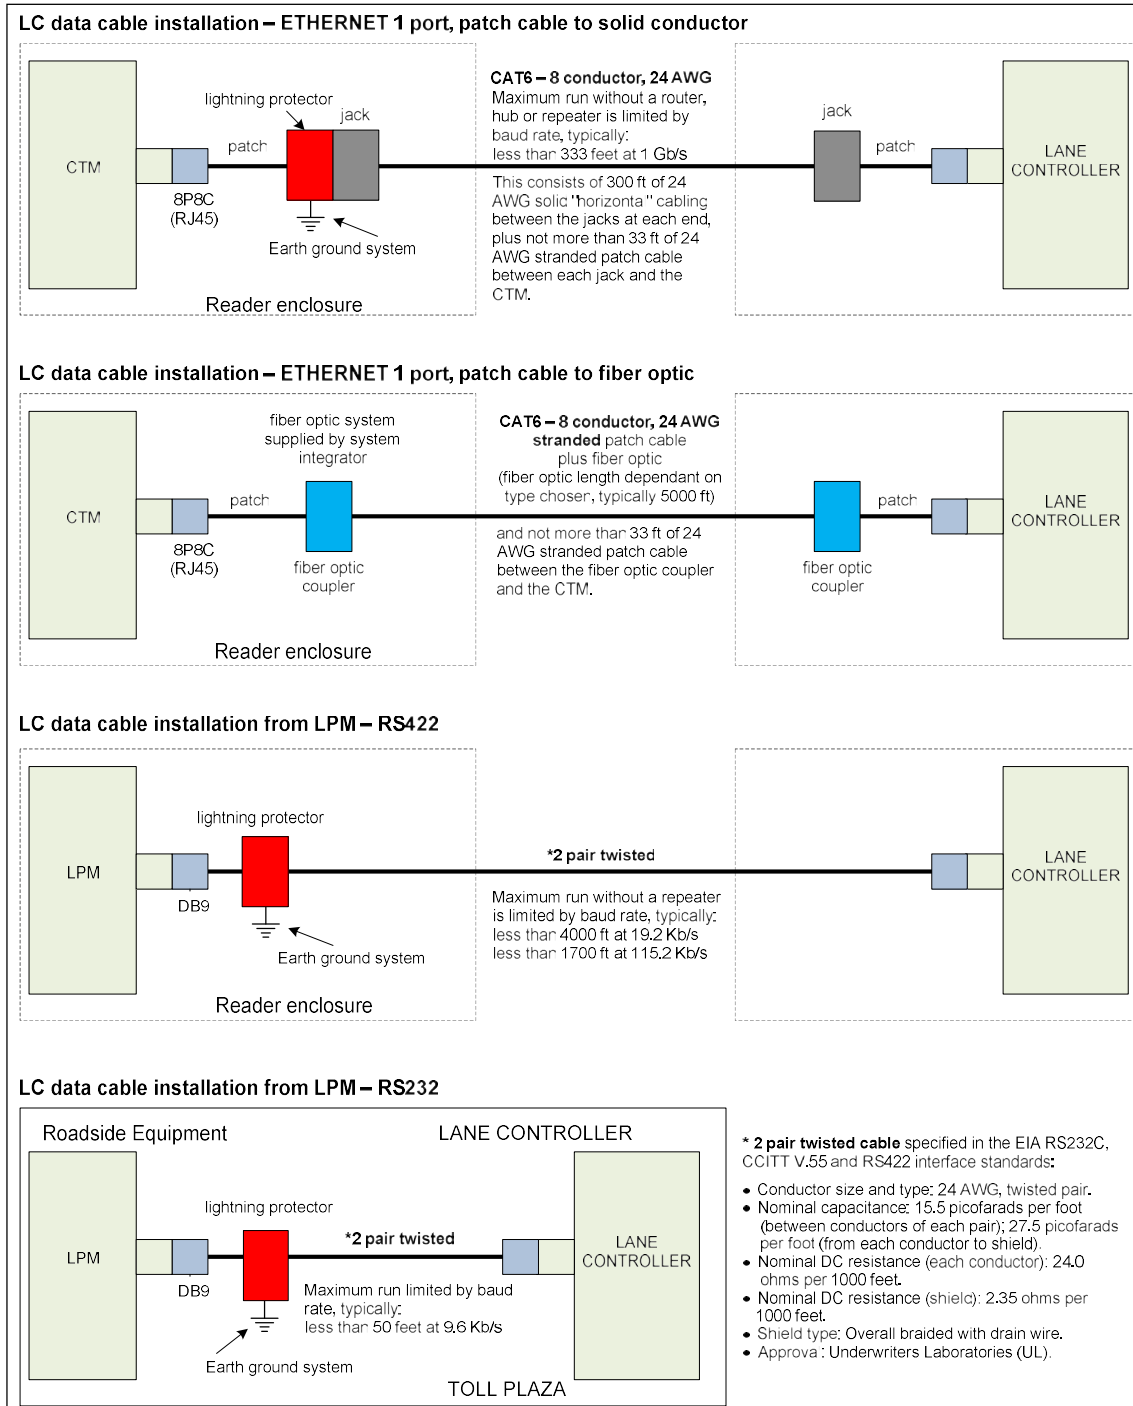 LC data cable installation – ETHERNET 1 port, patch cable to solid conductor
CTM
8P8C
(RJ45)
patch
lightning protector
jack
Earth ground system
Reader enclosure
CAT6 – 8 conductor, 24 AWG
Maximum run without a router,
hub or repeater is limited by
baud rate, typically:
less than 333 feet at 1 Gb/s
This consists of 300 ft of 24
AWG solic "horizonta" cabling
between the jacks at each end,
plus not more than 33 ft of 24
AWG stranded patch cable
between each jack and the
CTM.
jack
patch
LANE
CONTROLLER
LC data cable installation – ETHERNET 1 port, patch cable to fiber optic
CTM
8P8C
(RJ45)
patch
fiber optic system
supplied by system
integrator
fiber optic
coupler
Reader enclosure
CAT6 – 8 conductor, 24 AWG
stranded patch cable
plus fiber optic
(fiber optic length dependant on
type choser, typically 5000 ft)
and not more than 33 ft of 24
AWG stranded patch cable
between the fiber optic coupler
and the CTM.
fiber optic
coupler
patch
LANE
CONTROLLER
LC data cable installation from LPM – RS422
LPM
DB9
lightning protector
Earth ground system
Reader enclosure
*2 pair twisted
Maximum run without a repeater
is limited by baud rate, typically:
less than 4000 ft at 19.2 Kb/s
less than 1700 ft at 115.2 Kb/s
LANE
CONTROLLER
LC data cable installation from LPM – RS232
Roadside Equipment
LANE CONTROLLER
LPM
DB9
lightning protector
Earth ground system
*2 pair twisted
Maximum run limited by baud
rate, typically:
less than 50 feet at 9.6 Kb/s
LANE
CONTROLLER
TOLL PLAZA
* 2 pair twisted cable specified in the EIA RS232C,
CCITT V.55 and RS422 interface standards:
• Conductor size and type: 24 AWG, twisted pair.
• Nominal capacitance: 15.5 picofarads per foot
(between conductors of each pair); 27.5 picofarads
per foot (from each conductor to shield).
• Nominal DC resistance (each conductor): 24.0
ohms per 1000 feet.
• Nominal DC resistance (shielc): 2.35 ohms per
1000 feet.
• Shield type: Overall braided with drain wire.
• Approva : Underwriters Laboratories (UL).